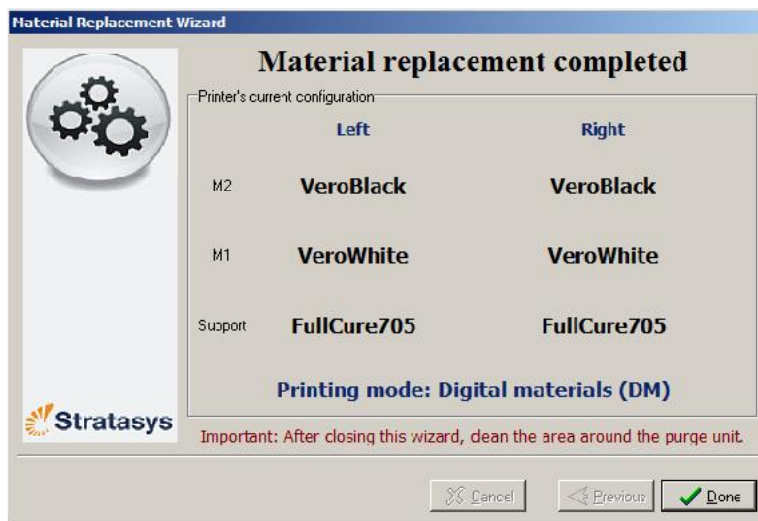 Material Replacement Wizard
Material replacement completed
Printer's current configuration
Left Right
M2 VeroBlack VeroBlack
M1 VeroWhite VeroWhite
Support FullCure705 FullCure705
Printing mode: Digital materials (DM)
Stratasys
Important: After closing this wizard, clean the area around the purge unit.
Cancel Previous Done